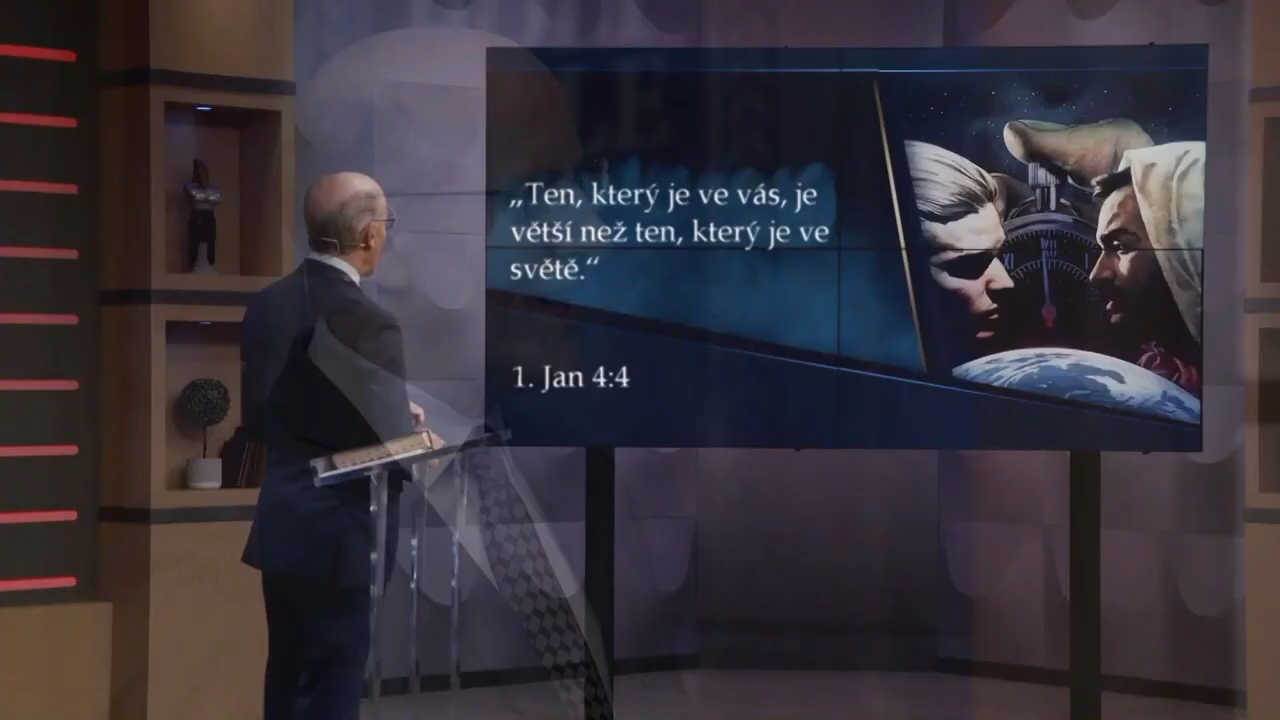 „Ten, který je ve vás, je
větší než ten, který je ve
světě.“
1. Jan 4:4